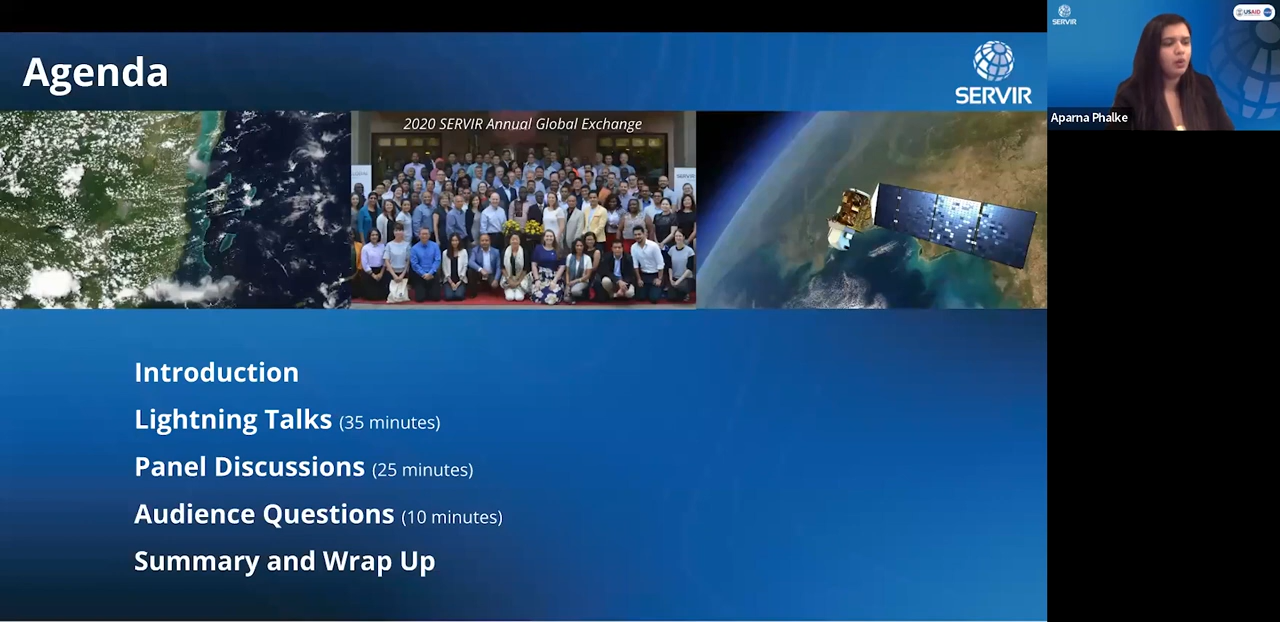 Agenda
SERVIR
2020 SERVIR Annual Global Exchange
Introduction
Lightning Talks (35 minutes)
Panel Discussions (25 minutes)
Audience Questions (10 minutes)
Summary and Wrap Up
SERVIR
USAID
Aparna Phalke